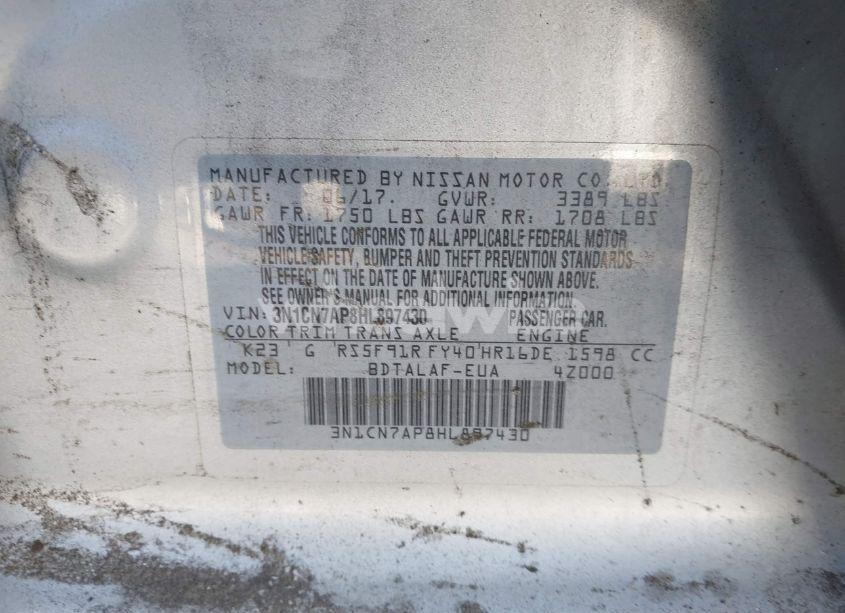 MANUFACTURED BY NISSAN MOTOR CO. LTD.
DATE: 06/17. GVWR: 3389 LBS
GAWR FR: 1750 LBS GAWR RR: 1708 LBS
THIS VEHICLE CONFORMS TO ALL APPLICABLE FEDERAL MOTOR
VEHICLE SAFETY, BUMPER AND THEFT PREVENTION STANDARDS
IN EFFECT ON THE DATE OF MANUFACTURE SHOWN ABOVE.
SEE OWNER'S MANUAL FOR ADDITIONAL INFORMATION.
VIN: 3N1CN7AP8HL897430 PASSENGER CAR.
COLOR TRIM TRANS AXLE ENGINE
K23 G RS5F91R FY40 HR16DE 1598 CC
MODEL: BDTALAF-EUA 4Z000
3N1CN7AP8HL897430